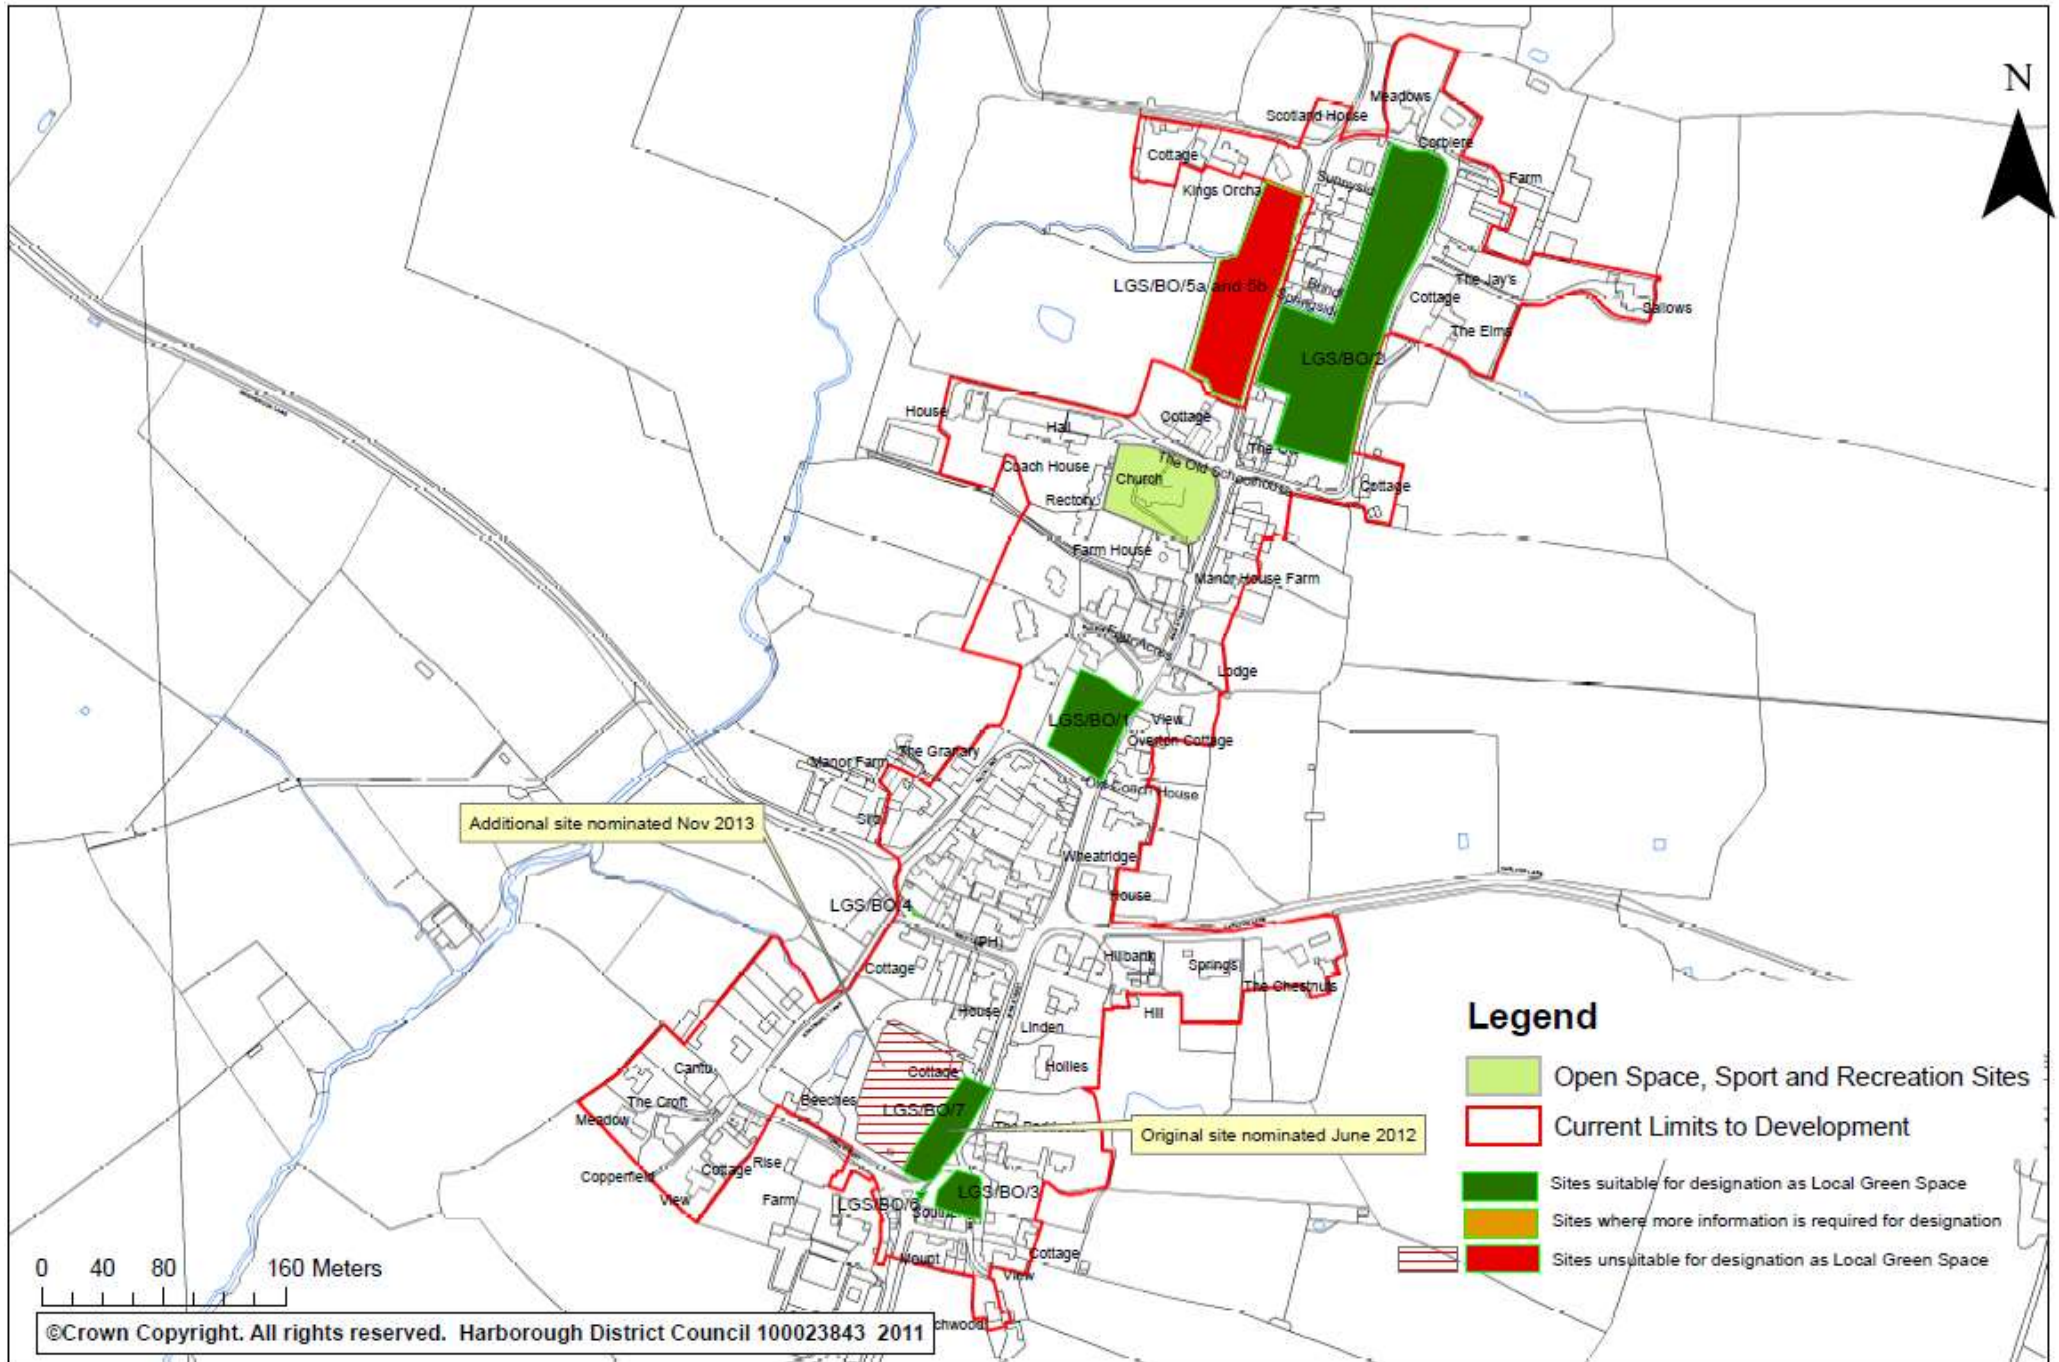 N
Meadows
Scotland House
Corbiere
Cottage
Farm
Sunnysid
Kings Orcha
The Jay's
LGS/BO/5a and 5b
Cottage
Sallows
Springsid
The Elms
LGS/BO/2
House
Cottage
Hall
The Old Schoolhouse
Coach House
Church
Cottage
Rectory
Farm House
Manor House Farm
Lodge
LGS/BO/1
View
Overton Cottage
The Granary
Manor Farm
Old Coach House
Additional site nominated Nov 2013
Wheatridge
House
LGS/BO/4
(PH)
Cottage
Hillbank
Springs
The Chestnuts
House
Hill
Linden
Hollies
Cottage
Cantu
Beeches
LGS/BO/7
The Croft
Meadow
Original site nominated June 2012
Cottage
Rise
Copperfield
View
Farm
LGS/BO/3
LGS/BO/6
South
Mount
Cottage
View
chwood
Legend
Open Space, Sport and Recreation Sites
Current Limits to Development
Sites suitable for designation as Local Green Space
Sites where more information is required for designation
Sites unsuitable for designation as Local Green Space
0 40 80 160 Meters
©Crown Copyright. All rights reserved. Harborough District Council 100023843 2011